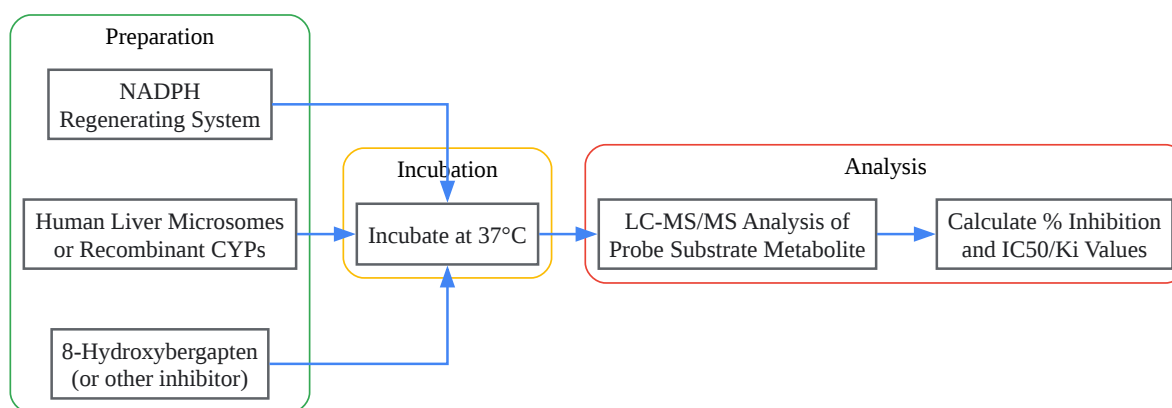 Preparation
NADPH
Regenerating System
Human Liver Microsomes
or Recombinant CYPs
8-Hydroxybergapten
(or other inhibitor)
Incubation
Incubate at 37°C
Analysis
LC-MS/MS Analysis of
Probe Substrate Metabolite
Calculate % Inhibition
and IC50/Ki Values